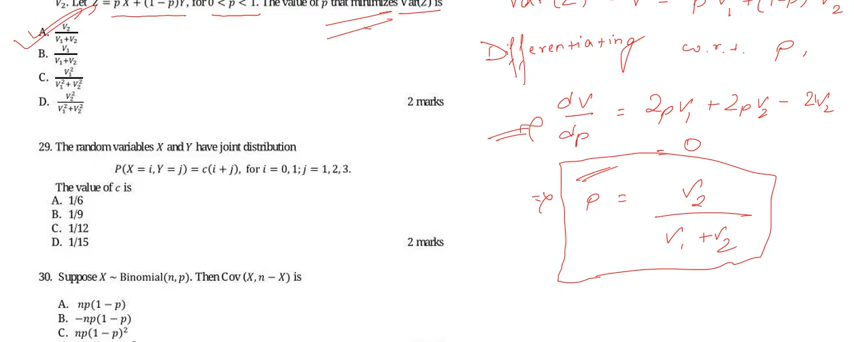 V₂. Let Z = pX + (1 − p)Y, for 0 < p < 1. The value of p that minimizes Var(Z) is
A. V₂/(V₁+V₂)
B. V₁/(V₁+V₂)
C. V₁²/(V₁²+V₂²)
D. V₂²/(V₁²+V₂²)
2 marks
29. The random variables X and Y have joint distribution
P(X = i, Y = j) = c(i + j), for i = 0, 1; j = 1, 2, 3.
The value of c is
A. 1/6
B. 1/9
C. 1/12
D. 1/15
2 marks
30. Suppose X ~ Binomial(n, p). Then Cov (X, n − X) is
A. np(1 − p)
B. −np(1 − p)
C. np(1 − p)²
Differentiating w.r.t. p,
⇒ dV/dp = 2pV₁ + 2pV₂ − 2V₂
= 0
⇒ p = V₂/(V₁+V₂)